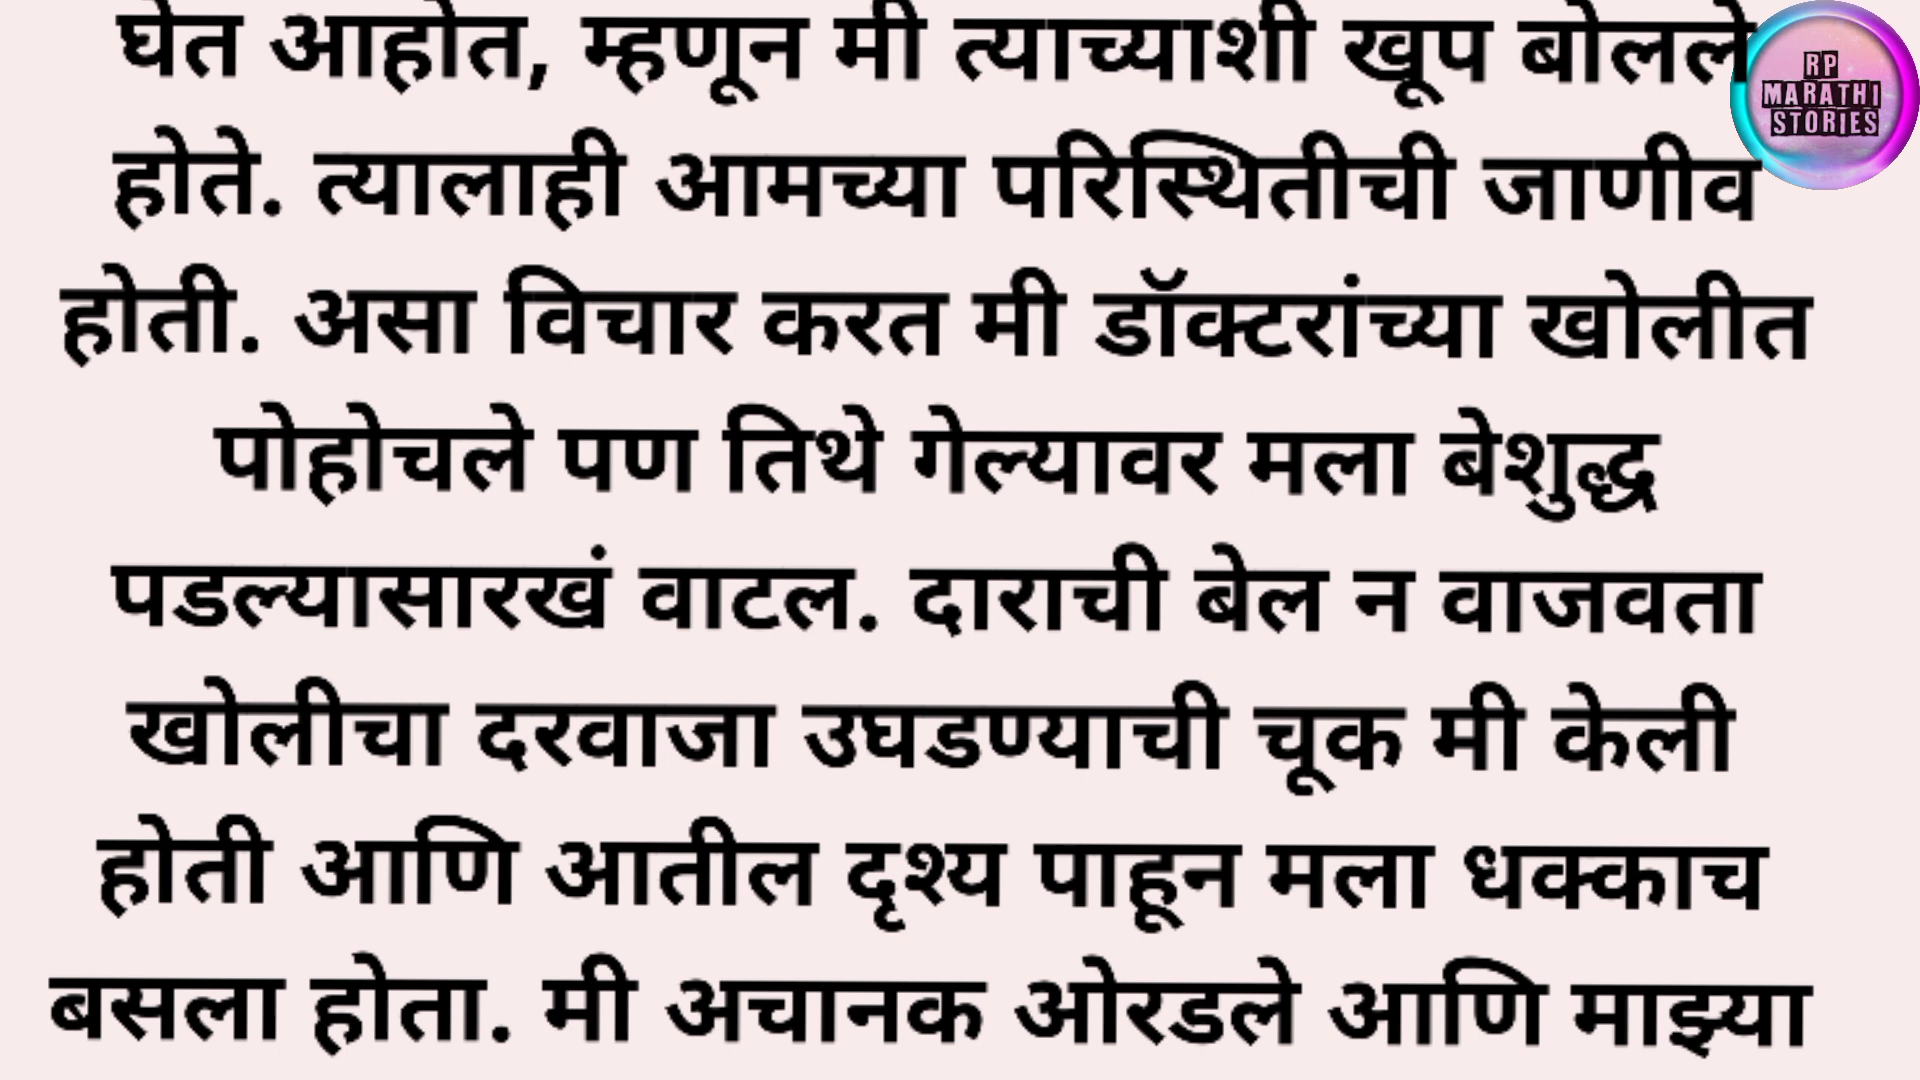 घेत आहोत, म्हणून मी त्याच्याशी खूप बोलले
होते. त्यालाही आमच्या परिस्थितीची जाणीव
होती. असा विचार करत मी डॉक्टरांच्या खोलीत
पोहोचले पण तिथे गेल्यावर मला बेशुद्ध
पडल्यासारखं वाटल. दाराची बेल न वाजवता
खोलीचा दरवाजा उघडण्याची चूक मी केली
होती आणि आतील दृश्य पाहून मला धक्काच
बसला होता. मी अचानक ओरडले आणि माझ्या
RP
MARATHI
STORIES